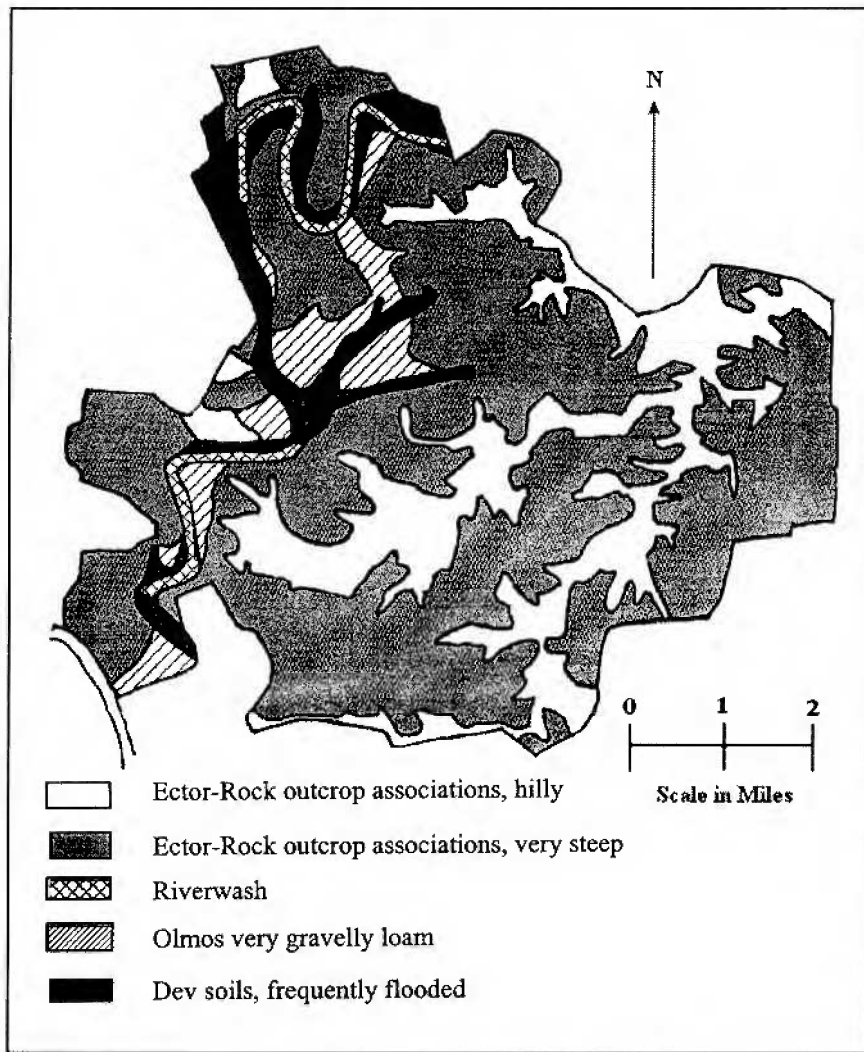 N
0 1 2
Scale in Miles
Ector-Rock outcrop associations, hilly
Ector-Rock outcrop associations, very steep
Riverwash
Olmos very gravelly loam
Dev soils, frequently flooded